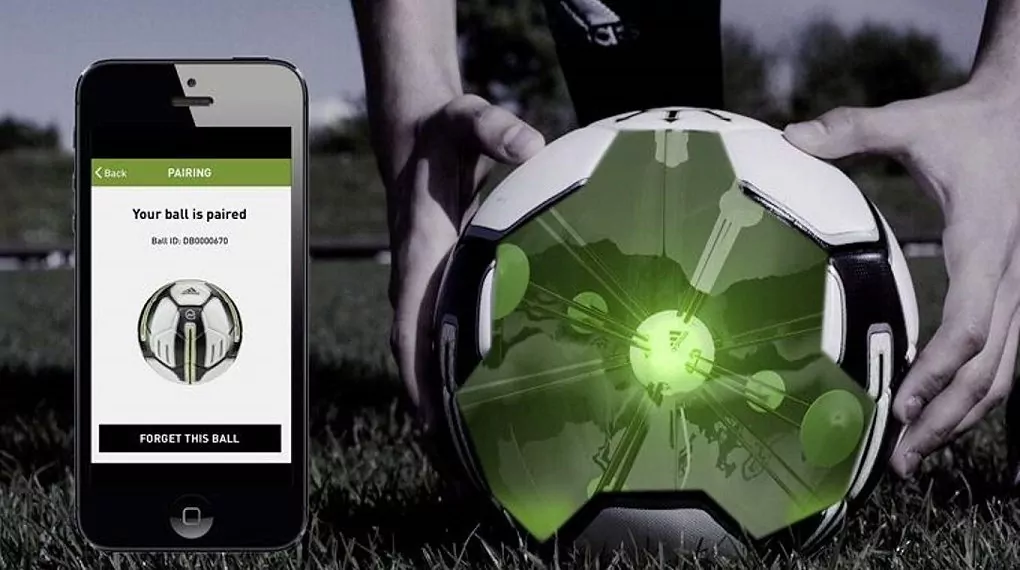 Back
PAIRING
Your ball is paired
Ball ID: DB0000670
FORGET THIS BALL